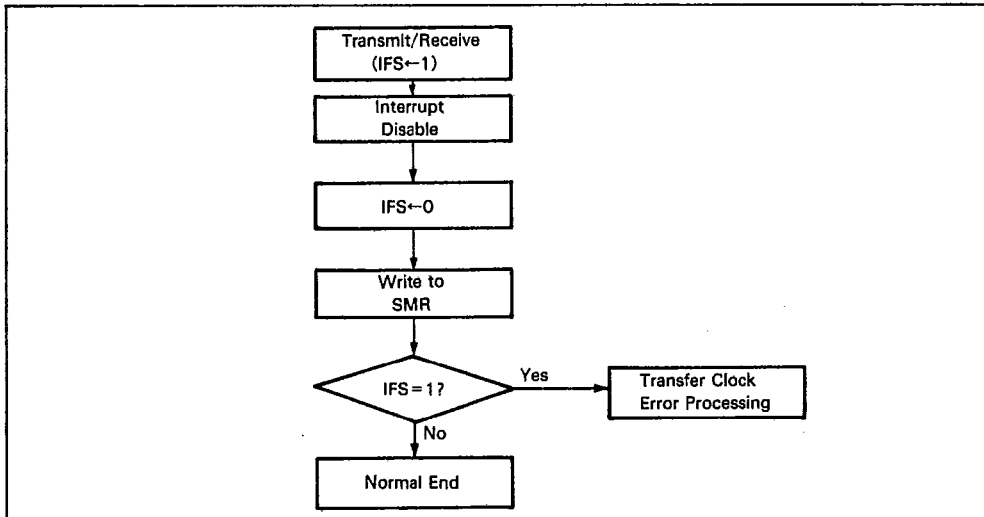 Transmit/Receive
(IFS←1)
Interrupt
Disable
IFS←0
Write to
SMR
IFS=1?
Yes
Transfer Clock
Error Processing
No
Normal End